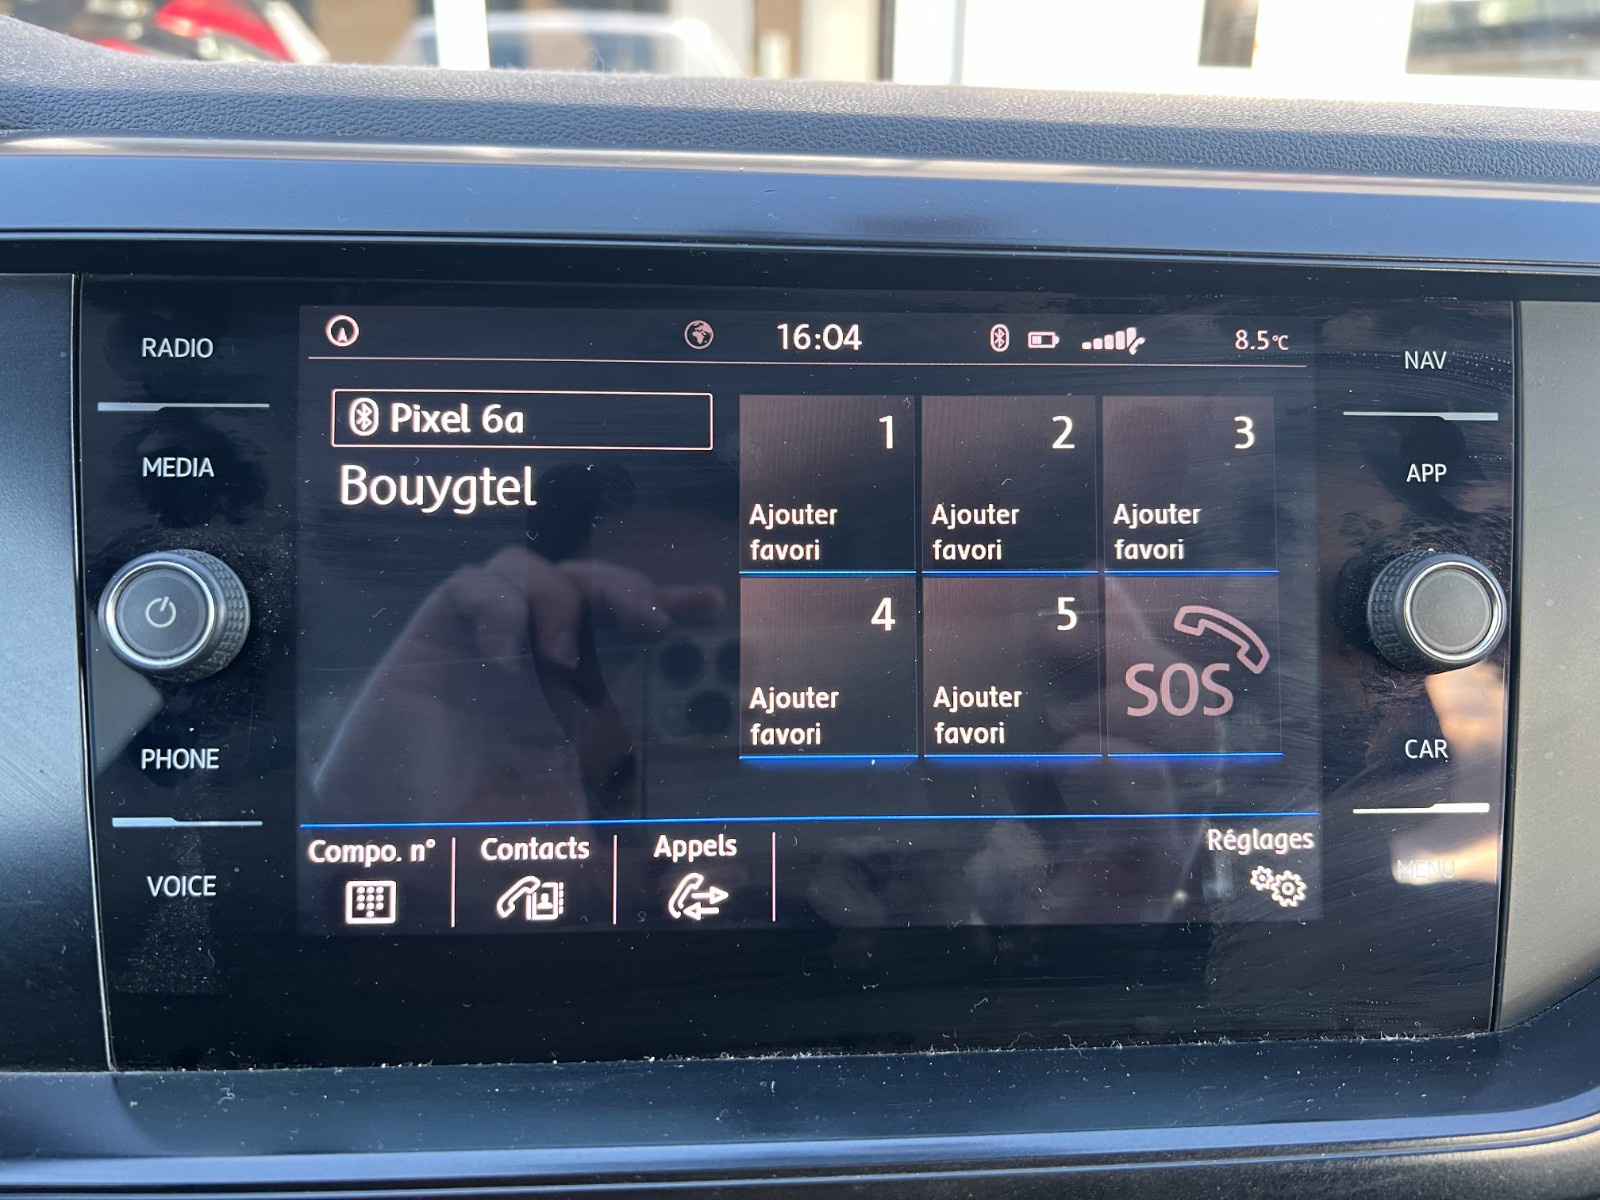 RADIO
MEDIA
PHONE
VOICE
16:04
8.5°C
Pixel 6a
Bouygtel
1
Ajouter
favori
2
Ajouter
favori
3
Ajouter
favori
4
Ajouter
favori
5
Ajouter
favori
SOS
Compo. n°
Contacts
Appels
Réglages
NAV
APP
CAR
MENU